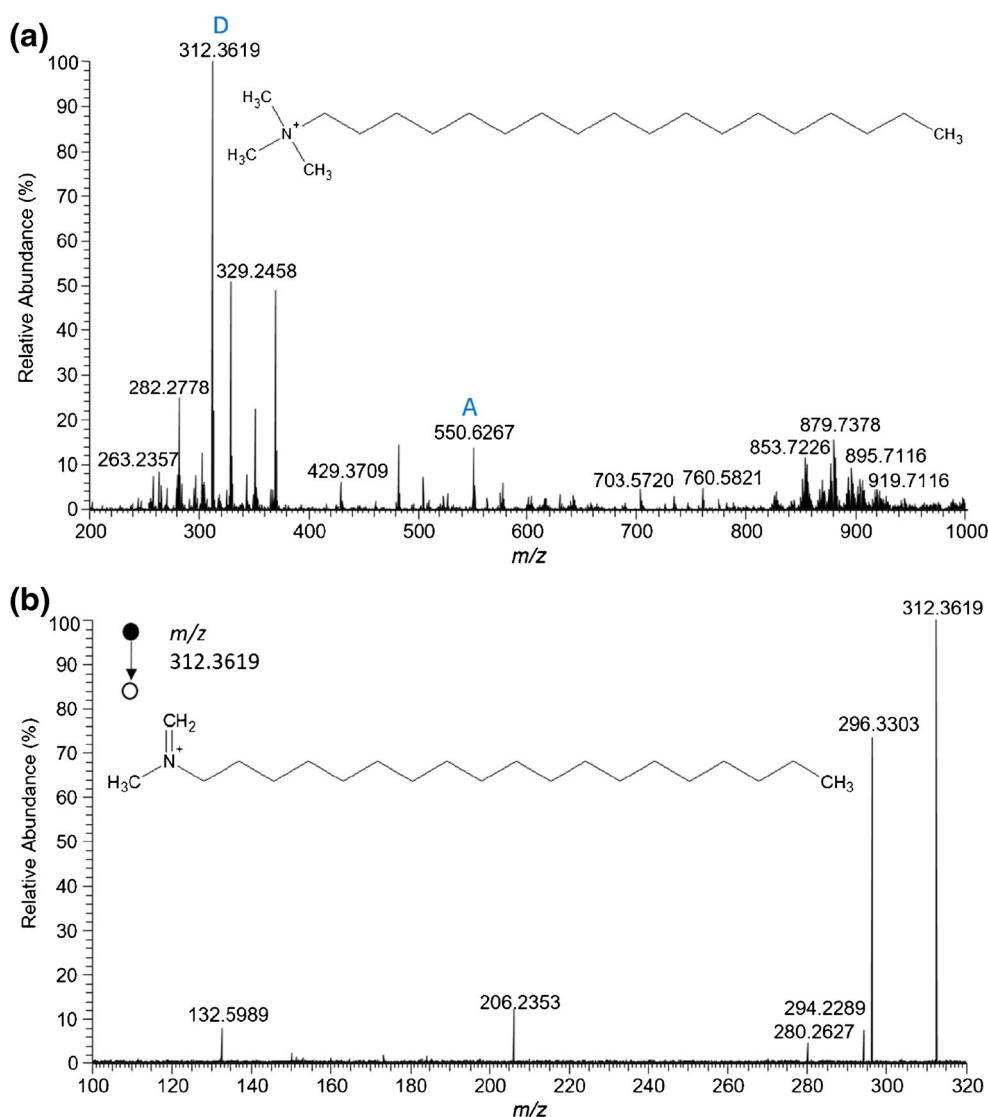 (a)
D
312.3619
100
90
80
70
60
50
40
30
20
10
0
Relative Abundance (%)
H₃C
N⁺
H₃C
CH₃
CH₃
329.2458
282.2778
263.2357
429.3709
A
550.6267
703.5720
760.5821
853.7226
879.7378
895.7116
919.7116
200 300 400 500 600 700 800 900 1000
m/z
(b)
312.3619
100
90
80
70
60
50
40
30
20
10
0
Relative Abundance (%)
m/z
312.3619
CH₂
N⁺
H₃C
CH₃
296.3303
132.5989
206.2353
294.2289
280.2627
100 120 140 160 180 200 220 240 260 280 300 320
m/z